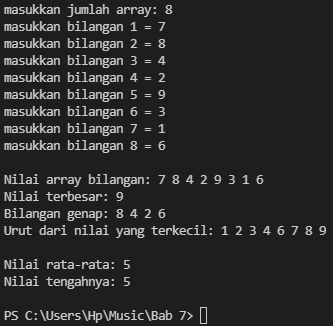 masukkan jumlah array: 8
masukkan bilangan 1 = 7
masukkan bilangan 2 = 8
masukkan bilangan 3 = 4
masukkan bilangan 4 = 2
masukkan bilangan 5 = 9
masukkan bilangan 6 = 3
masukkan bilangan 7 = 1
masukkan bilangan 8 = 6
Nilai array bilangan: 7 8 4 2 9 3 1 6
Nilai terbesar: 9
Bilangan genap: 8 4 2 6
Urut dari nilai yang terkecil: 1 2 3 4 6 7 8 9
Nilai rata-rata: 5
Nilai tengahnya: 5
PS C:\Users\Hp\Music\Bab 7>